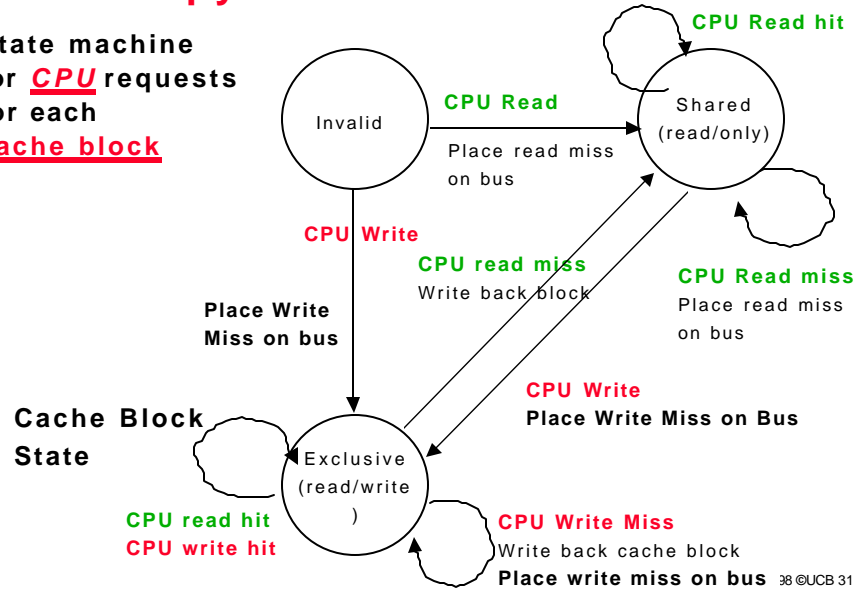 tate machine
or CPU requests
or each
ache block
CPU Read hit
Invalid
CPU Read
Place read miss
on bus
Shared
(read/only)
CPU Write
CPU read miss
Write back block
CPU Read miss
Place read miss
on bus
Place Write
Miss on bus
CPU Write
Place Write Miss on Bus
Cache Block
State
Exclusive
(read/write
)
CPU read hit
CPU write hit
CPU Write Miss
Write back cache block
Place write miss on bus
98 ©UCB 31